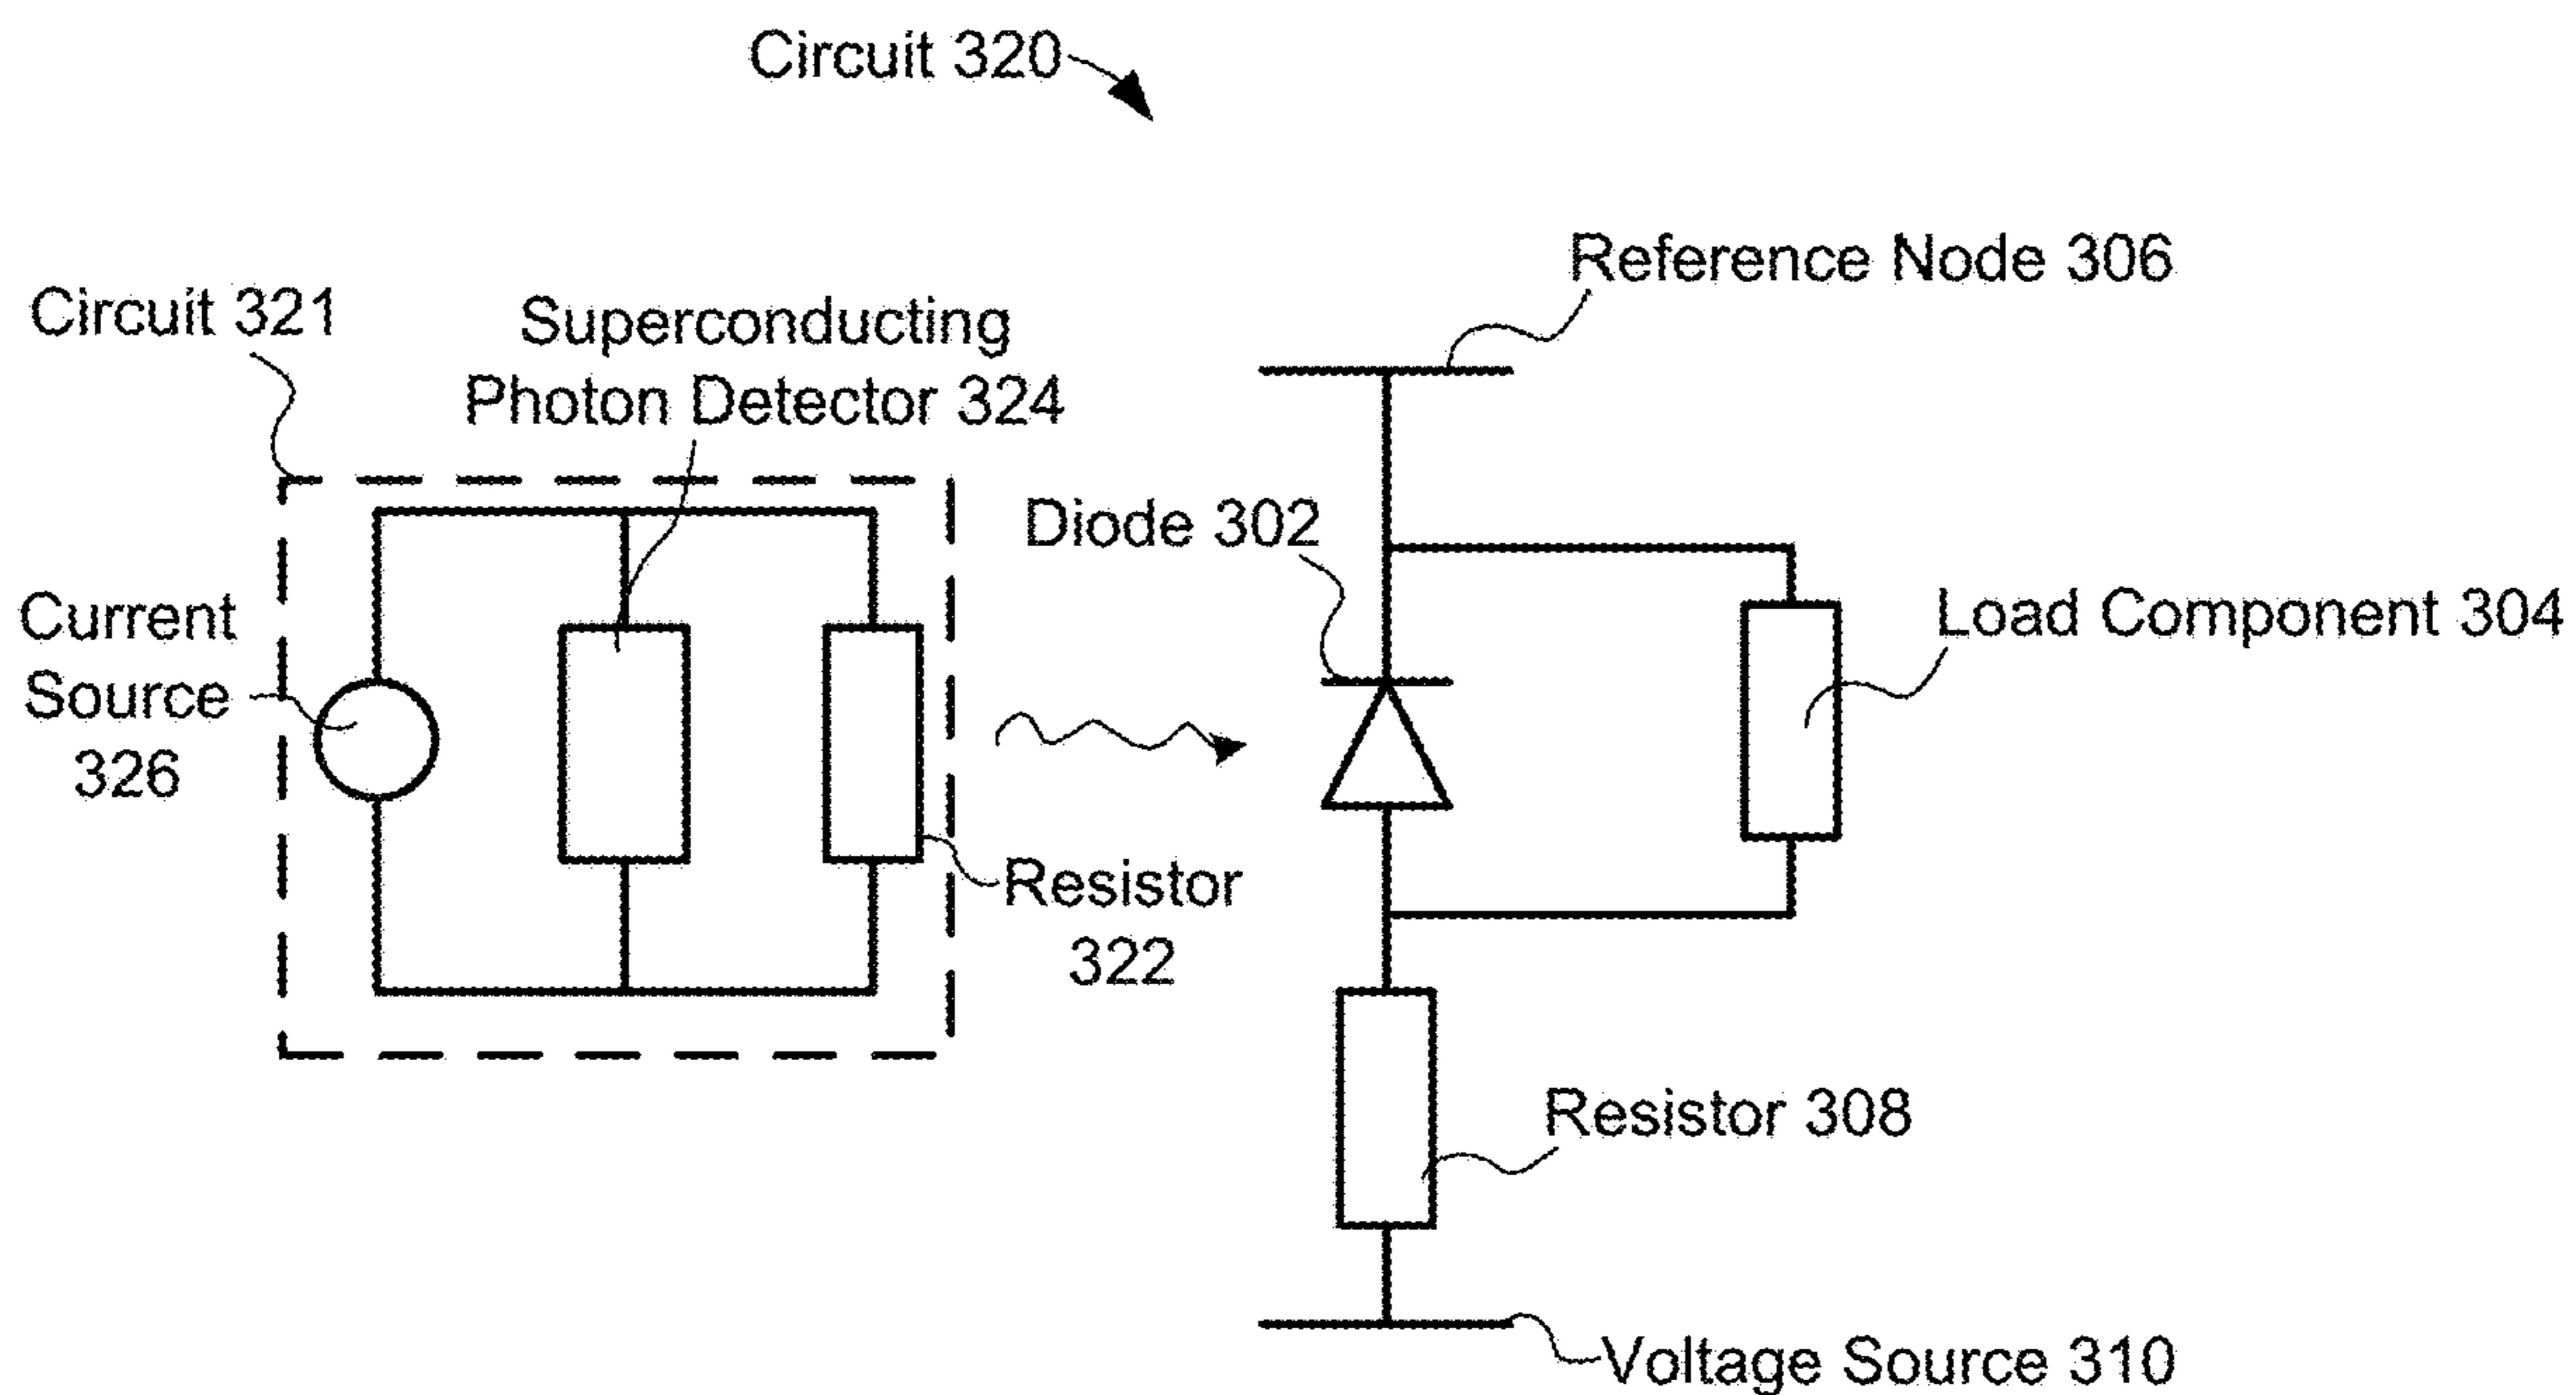 Circuit 320
Reference Node 306
Circuit 321
Superconducting
Photon Detector 324
Diode 302
Current
Source
326
Load Component 304
Resistor
322
Resistor 308
Voltage Source 310